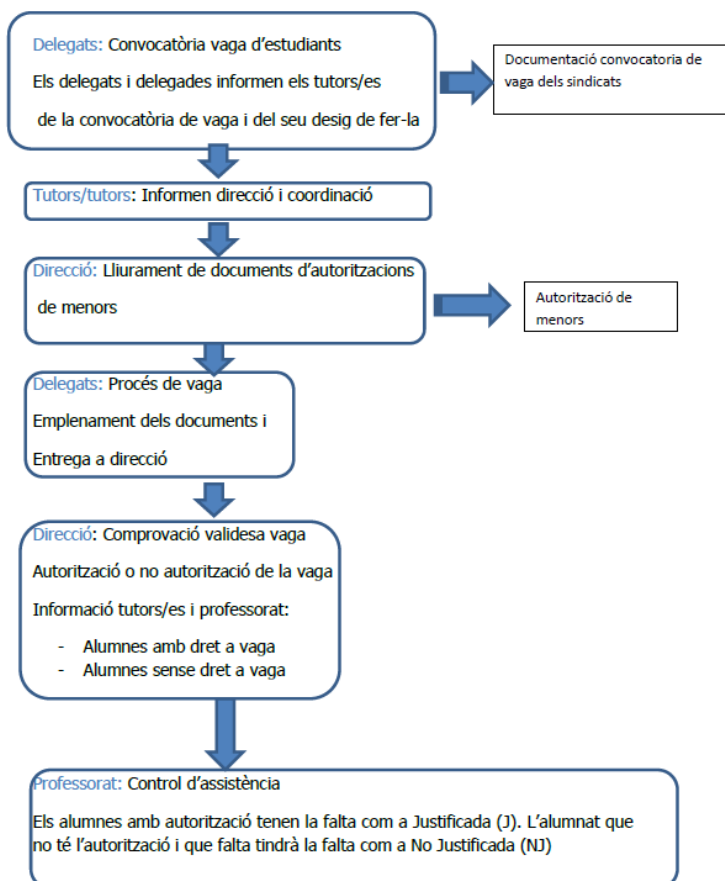 Delegats: Convocatòria vaga d'estudiants
Els delegats i delegades informen els tutors/es
de la convocatòria de vaga i del seu desig de fer-la
Documentació convocatoria de
vaga dels sindicats
Tutors/tutors: Informen direcció i coordinació
Direcció: Lliurament de documents d'autoritzacions
de menors
Autorització de
menors
Delegats: Procés de vaga
Emplenament dels documents i
Entrega a direcció
Direcció: Comprovació validesa vaga
Autorització o no autorització de la vaga
Informació tutors/es i professorat:
- Alumnes amb dret a vaga
- Alumnes sense dret a vaga
Professorat: Control d'assistència
Els alumnes amb autorització tenen la falta com a Justificada (J). L'alumnat que
no té l'autorització i que falta tindrà la falta com a No Justificada (NJ)